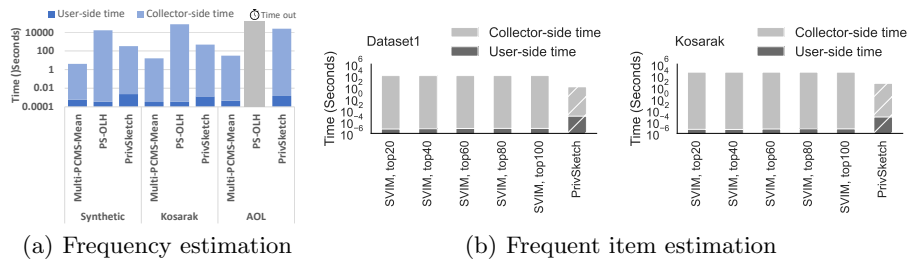 User-side time Collector-side time Time out
Time ()Seconds
10000
100
1
0.01
0.0001
Multi-PCMS-Mean
PS-OLH
PrivSketch
Multi-PCMS-Mean
PS-OLH
PrivSketch
Multi-PCMS-Mean
PS-OLH
PrivSketch
Synthetic Kosarak AOL
(a) Frequency estimation
Dataset1
Collector-side time
User-side time
Time (Seconds)
10^6
10^4
10^2
10^0
10^-2
10^-4
10^-6
SVIM, top20
SVIM, top40
SVIM, top60
SVIM, top80
SVIM, top100
PrivSketch
Kosarak
Collector-side time
User-side time
Time (Seconds)
10^6
10^4
10^2
10^0
10^-2
10^-4
10^-6
SVIM, top20
SVIM, top40
SVIM, top60
SVIM, top80
SVIM, top100
PrivSketch
(b) Frequent item estimation